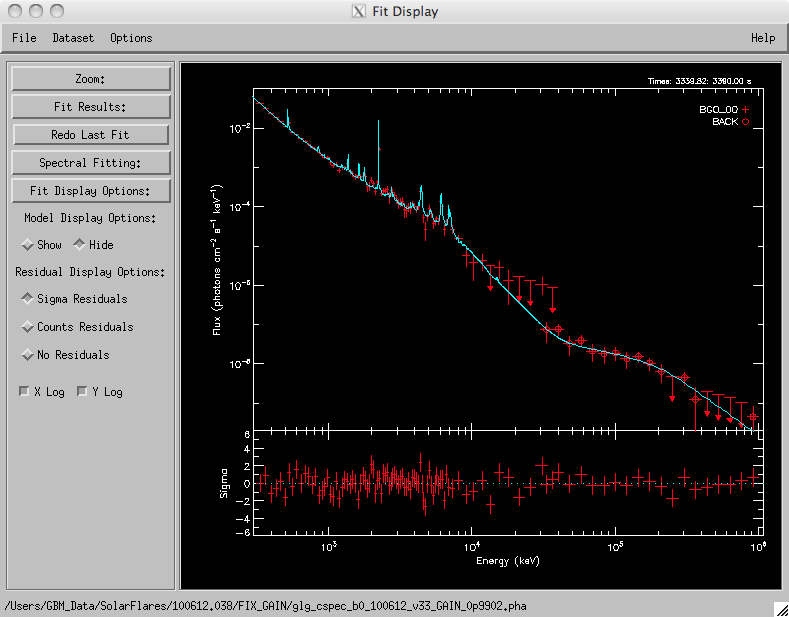 Fit Display
File Dataset Options Help
Zoom:
Fit Results:
Redo Last Fit
Spectral Fitting:
Fit Display Options:
Model Display Options:
Show Hide
Residual Display Options:
Sigma Residuals
Counts Residuals
No Residuals
X Log Y Log
Times: 3339.82: 3390.00 s
BGO_00
BACK
10⁻²
10⁻⁴
10⁻⁶
10⁻⁸
Flux (photons cm⁻² s⁻¹ keV⁻¹)
6
4
2
0
-2
-4
-6
Sigma
10³ 10⁴ 10⁵ 10⁶
Energy (keV)
/Users/GBM_Data/SolarFlares/100612.038/FIX_GAIN/glg_cspec_b0_100612_v33_GAIN_0p9902.pha